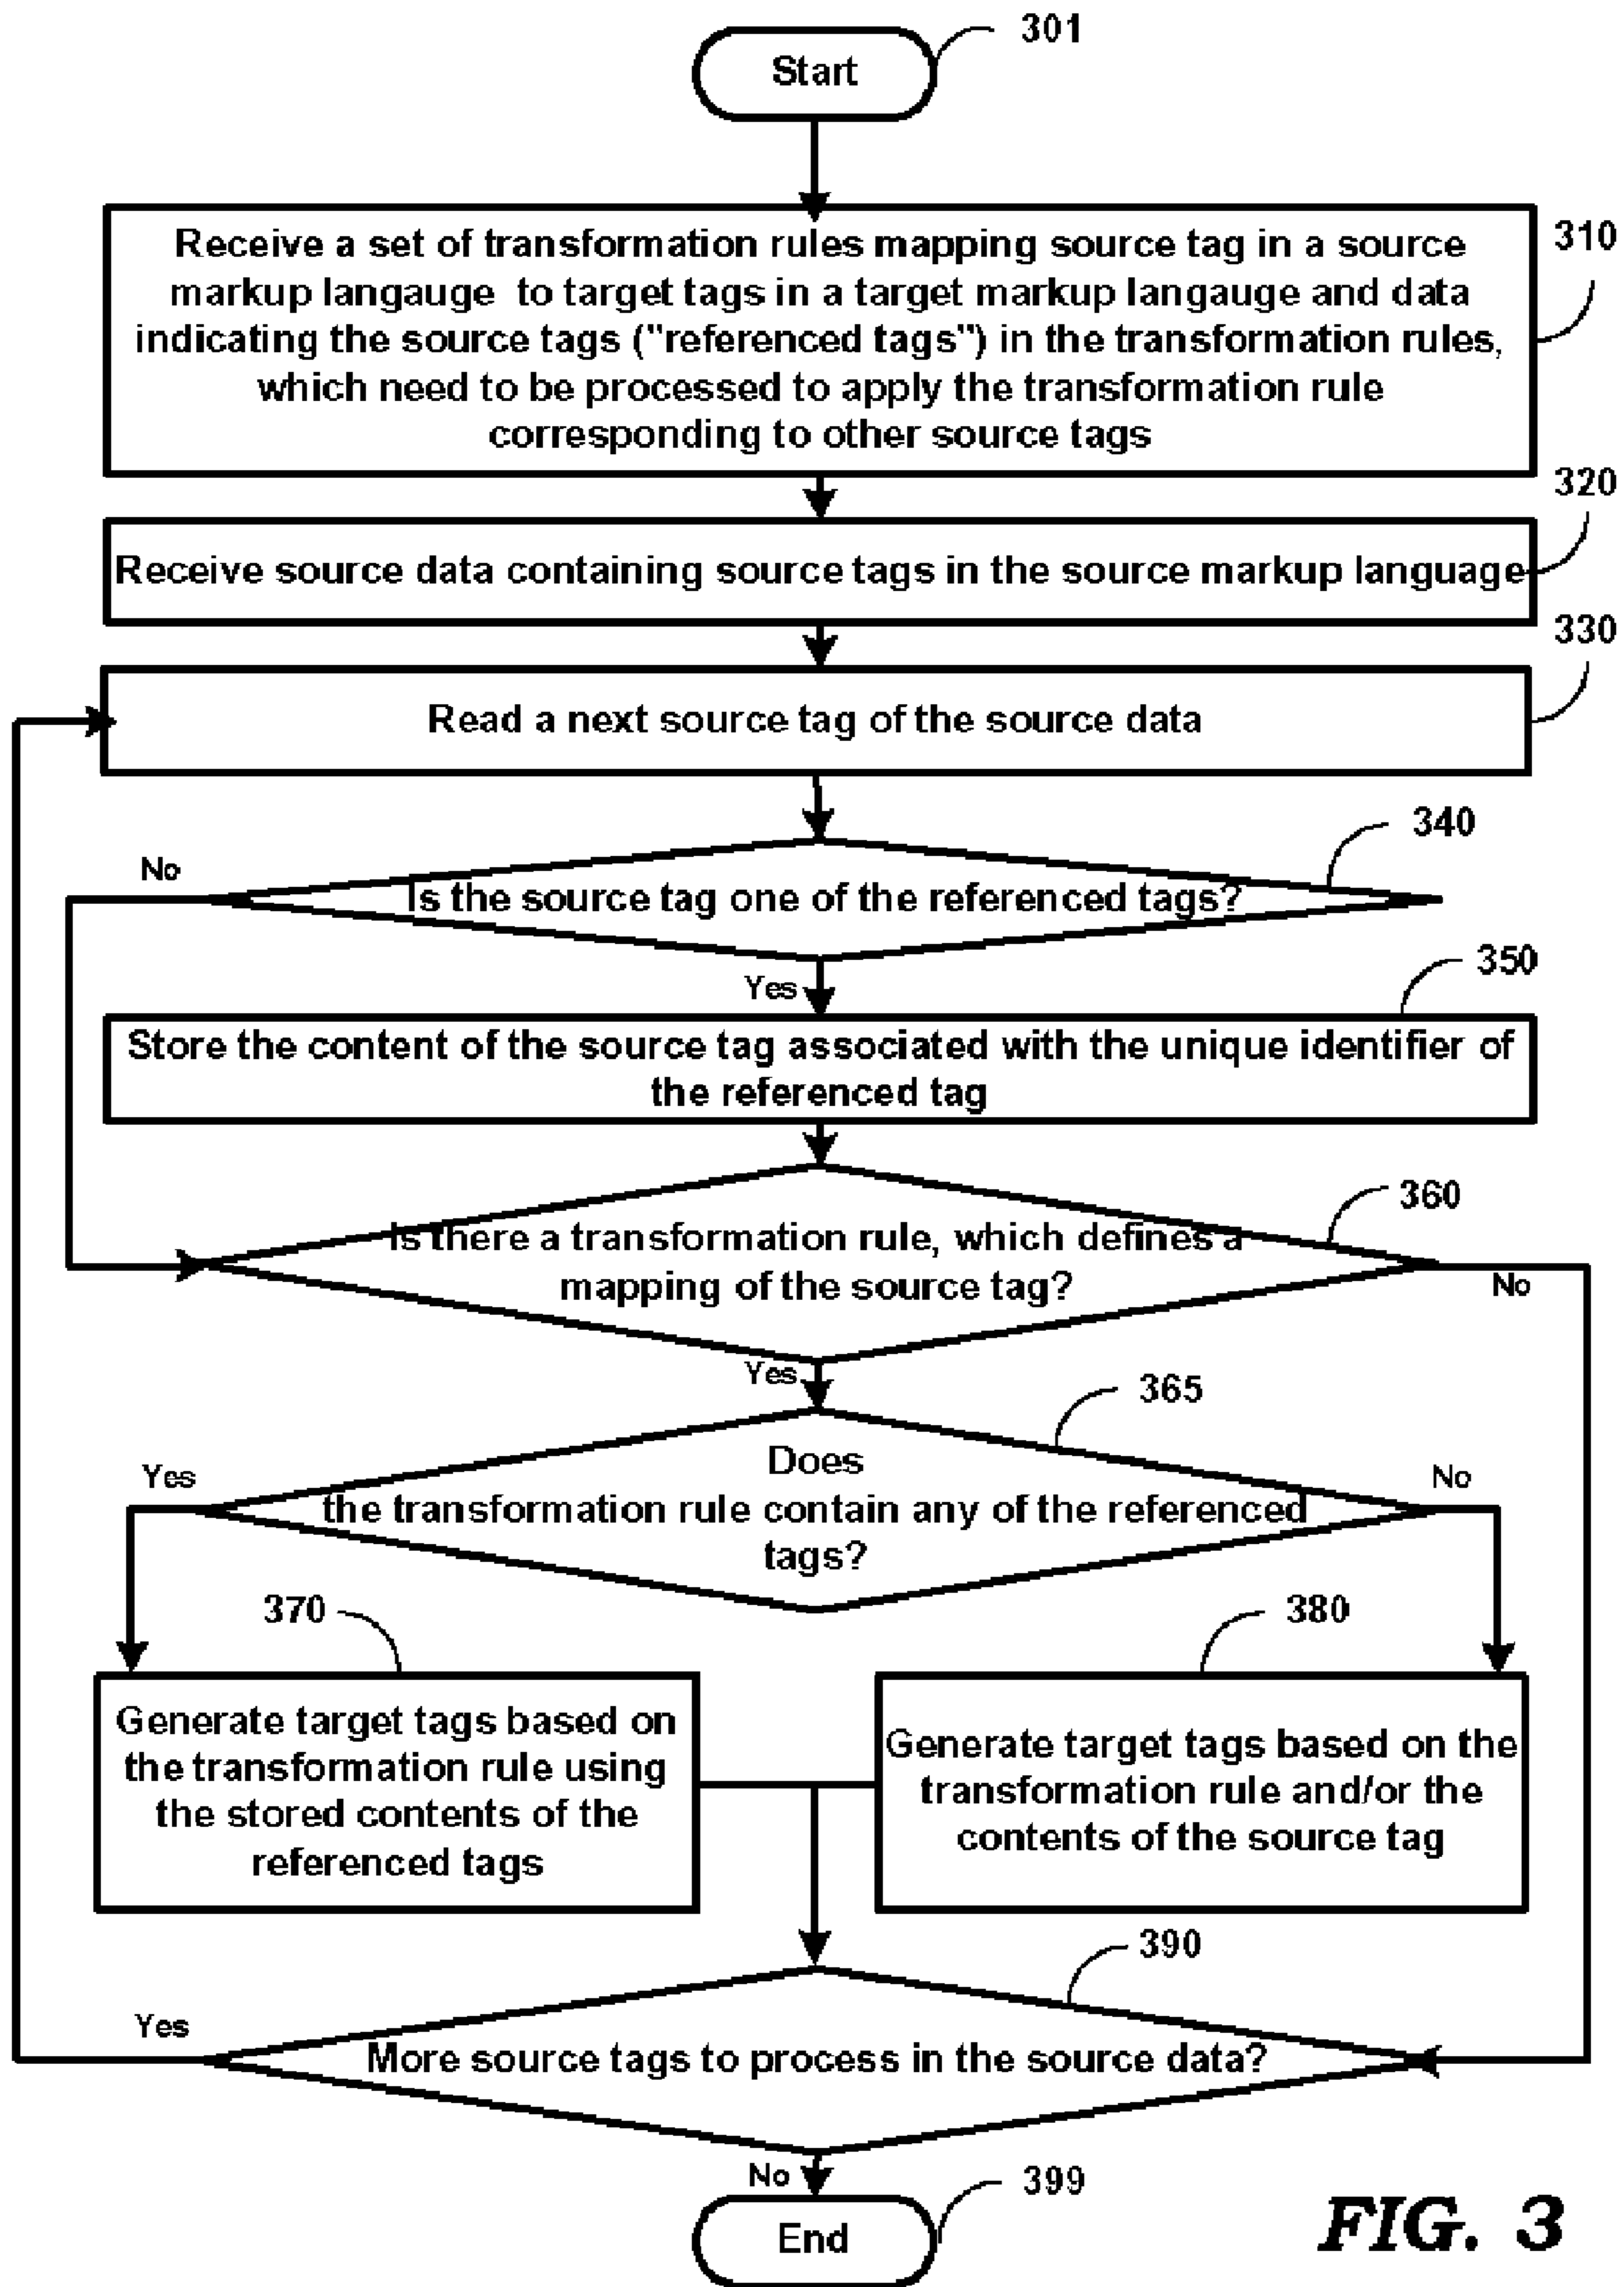 Start
301
Receive a set of transformation rules mapping source tag in a source
markup langauge to target tags in a target markup langauge and data
indicating the source tags ("referenced tags") in the transformation rules,
which need to be processed to apply the transformation rule
corresponding to other source tags
310
320
Receive source data containing source tags in the source markup language
330
Read a next source tag of the source data
340
No
Is the source tag one of the referenced tags?
Yes
350
Store the content of the source tag associated with the unique identifier of
the referenced tag
360
Is there a transformation rule, which defines a
mapping of the source tag?
No
Yes
365
Does
the transformation rule contain any of the referenced
tags?
Yes
No
370
380
Generate target tags based on
the transformation rule using
the stored contents of the
referenced tags
Generate target tags based on the
transformation rule and/or the
contents of the source tag
390
Yes
More source tags to process in the source data?
No
399
End
FIG. 3